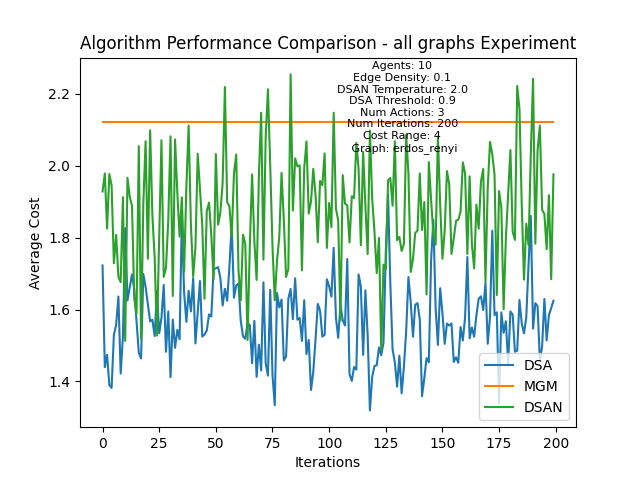 Algorithm Performance Comparison - all graphs Experiment
Agents: 10
Edge Density: 0.1
DSAN Temperature: 2.0
DSA Threshold: 0.9
Num Actions: 3
Num Iterations: 200
Cost Range: 4
Graph: erdos_renyi
Average Cost
2.2
2.0
1.8
1.6
1.4
DSA
MGM
DSAN
0
25
50
75
100
125
150
175
200
Iterations